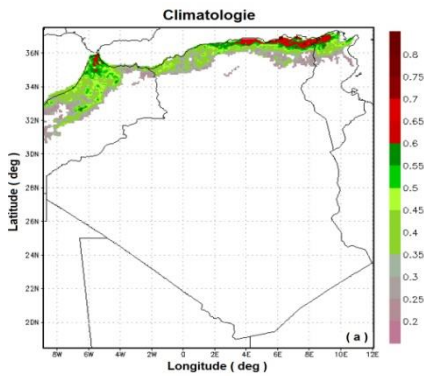 Climatologie
36N
34N
32N
30N
28N
26N
24N
22N
20N
Latitude ( deg )
8W 6W 4W 2W 0 2E 4E 6E 8E 10E 12E
Longitude ( deg )
( a )
0.8
0.75
0.7
0.65
0.6
0.55
0.5
0.45
0.4
0.35
0.3
0.25
0.2